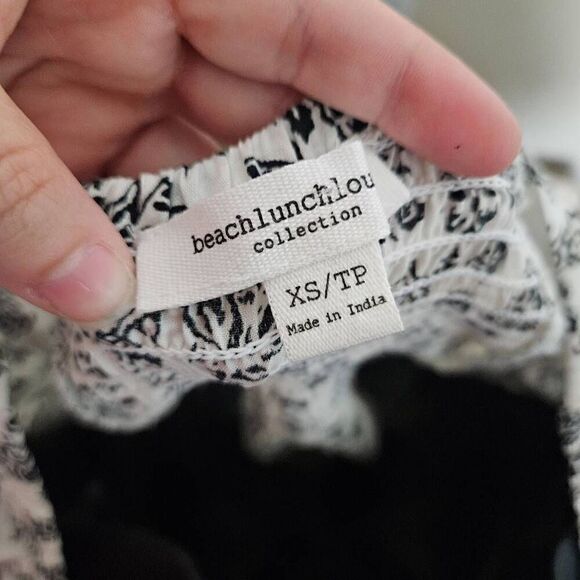 beachlunchlou
collection
XS/TP
Made in India